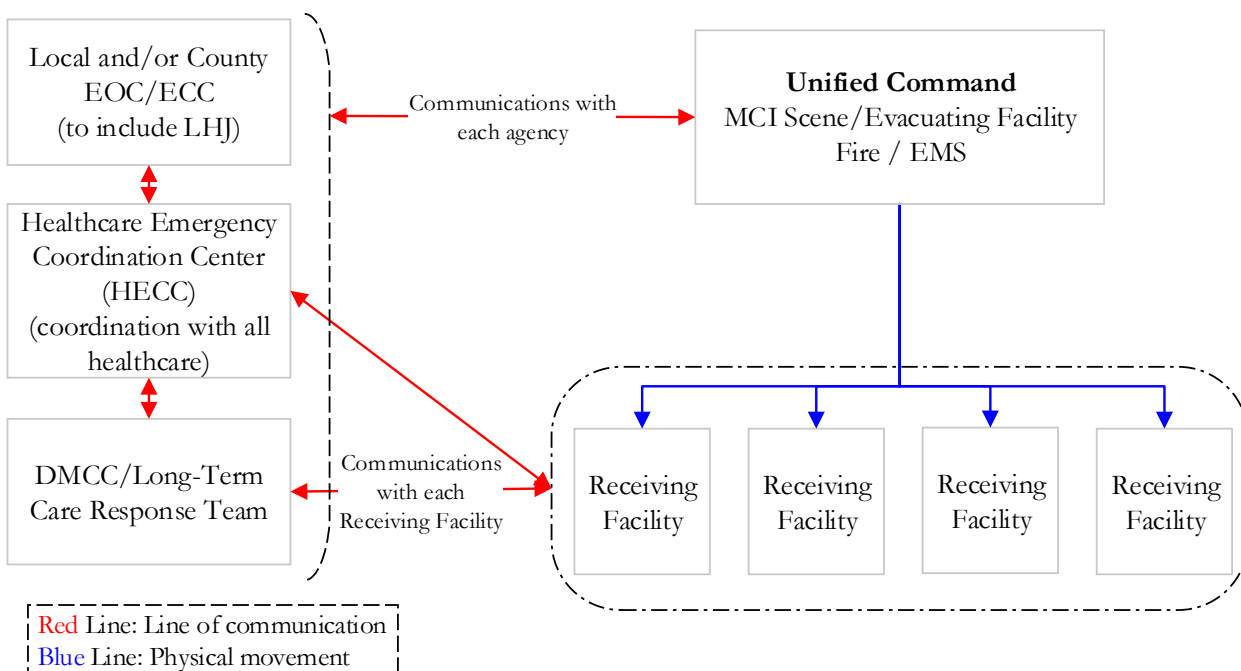 Local and/or County
EOC/ECC
(to include LHJ)
Healthcare Emergency
Coordination Center
(HECC)
(coordination with all
healthcare)
DMCC/Long-Term
Care Response Team
Communications with
each agency
Unified Command
MCI Scene/Evacuating Facility
Fire / EMS
Communications
with each
Receiving Facility
Receiving
Facility
Receiving
Facility
Receiving
Facility
Receiving
Facility
Red Line: Line of communication
Blue Line: Physical movement